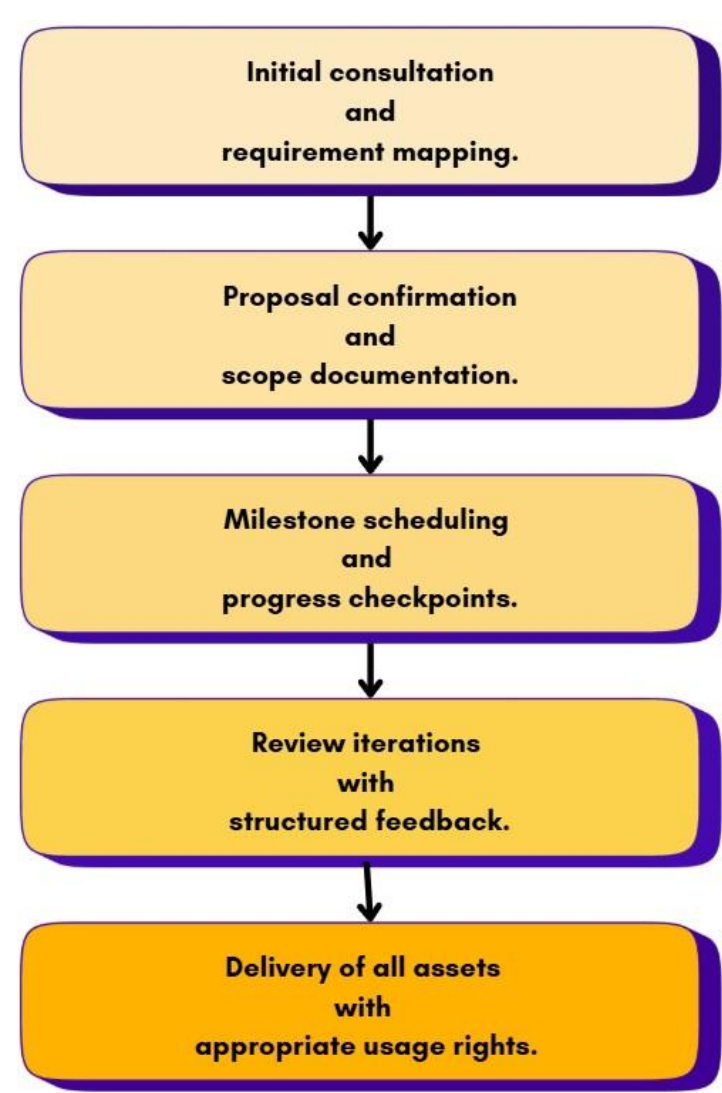 Initial consultation
and
requirement mapping.
Proposal confirmation
and
scope documentation.
Milestone scheduling
and
progress checkpoints.
Review iterations
with
structured feedback.
Delivery of all assets
with
appropriate usage rights.